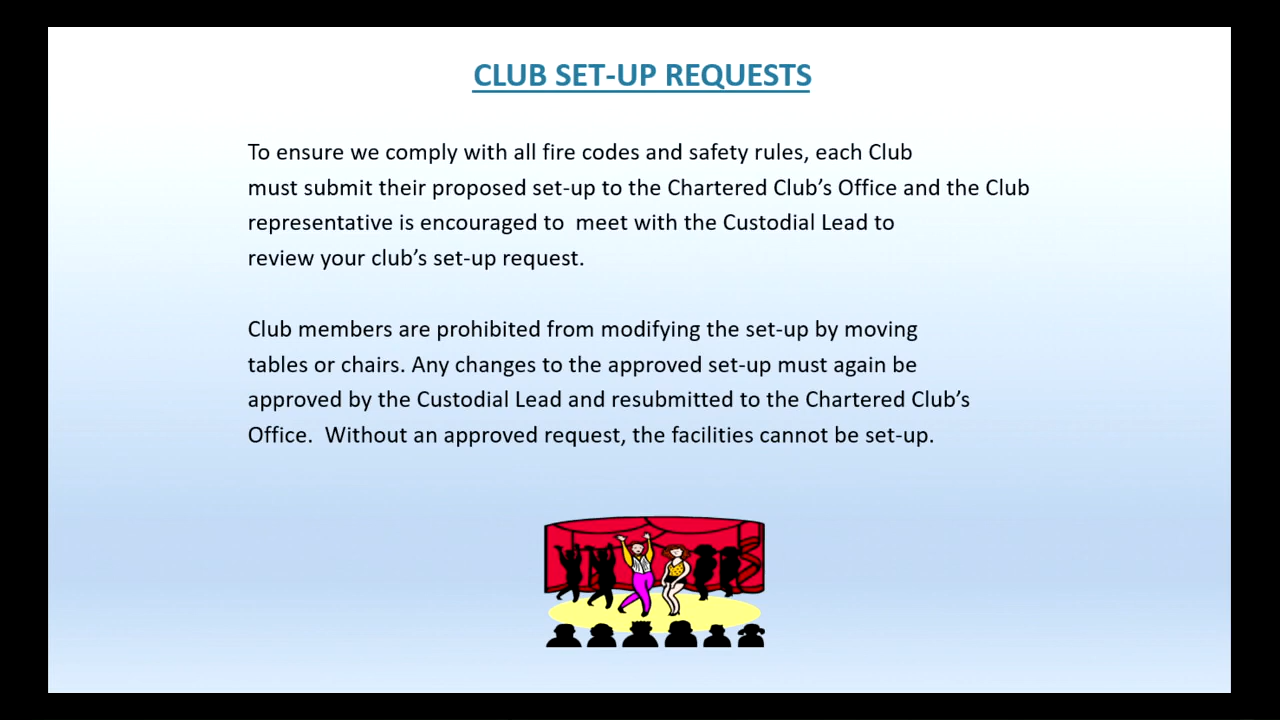 CLUB SET-UP REQUESTS
To ensure we comply with all fire codes and safety rules, each Club
must submit their proposed set-up to the Chartered Club’s Office and the Club
representative is encouraged to  meet with the Custodial Lead to
review your club’s set-up request.
Club members are prohibited from modifying the set-up by moving
tables or chairs. Any changes to the approved set-up must again be
approved by the Custodial Lead and resubmitted to the Chartered Club’s
Office.  Without an approved request, the facilities cannot be set-up.